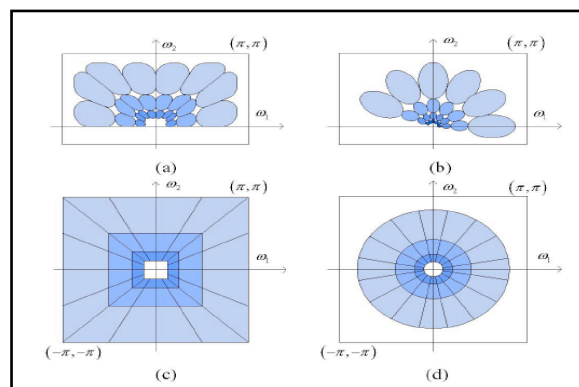 ω₂ (π,π)
ω₁
(a)
ω₂ (π,π)
ω₁
(b)
ω₂ (π,π)
ω₁
(−π,−π)
(c)
ω₂ (π,π)
ω₁
(−π,−π)
(d)